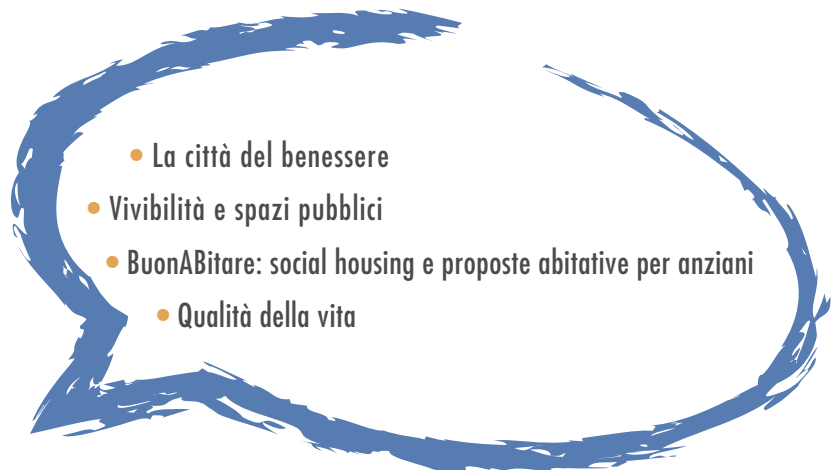 • La città del benessere
• Vivibilità e spazi pubblici
• BuonABitare: social housing e proposte abitative per anziani
• Qualità della vita